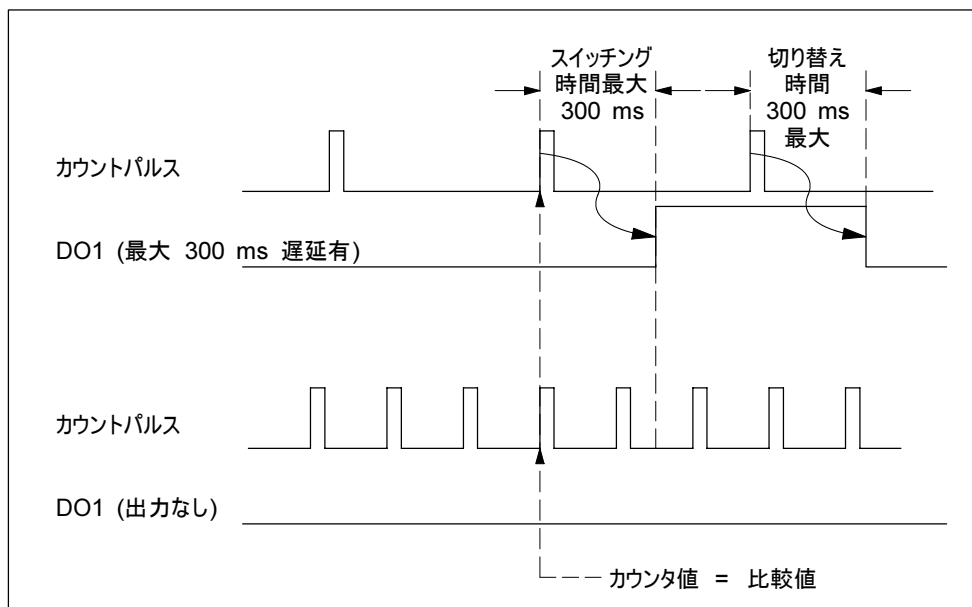 スイッチング
時間最大
300 ms
切り替え
時間
300 ms
最大
カウントパルス
DO1 (最大 300 ms 遅延有)
カウントパルス
DO1 (出力なし)
カウンタ値 = 比較値